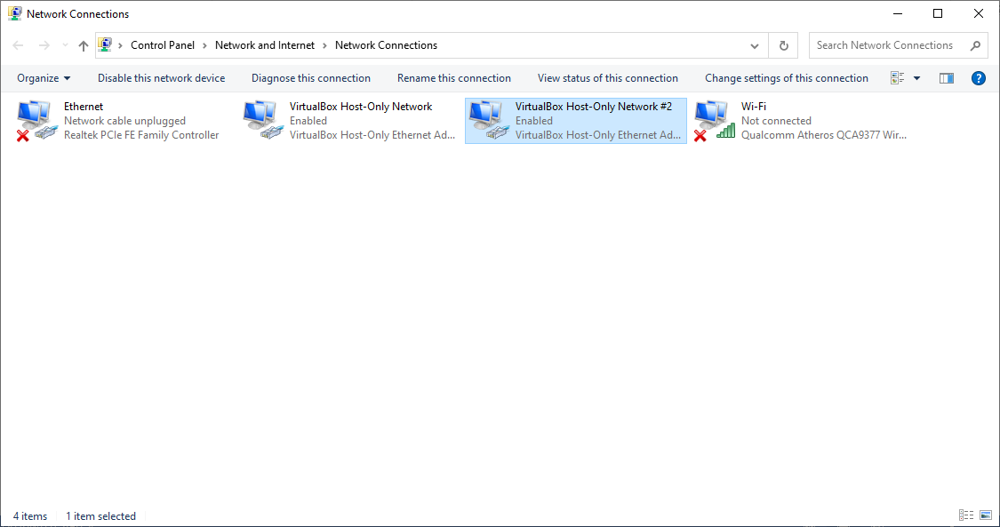 Network Connections
Control Panel > Network and Internet > Network Connections
Search Network Connections
Organize Disable this network device Diagnose this connection Rename this connection View status of this connection Change settings of this connection
Ethernet
Network cable unplugged
Realtek PCIe FE Family Controller
VirtualBox Host-Only Network
Enabled
VirtualBox Host-Only Ethernet Ad...
VirtualBox Host-Only Network #2
Enabled
VirtualBox Host-Only Ethernet Ad...
Wi-Fi
Not connected
Qualcomm Atheros QCA9377 Wir...
4 items 1 item selected